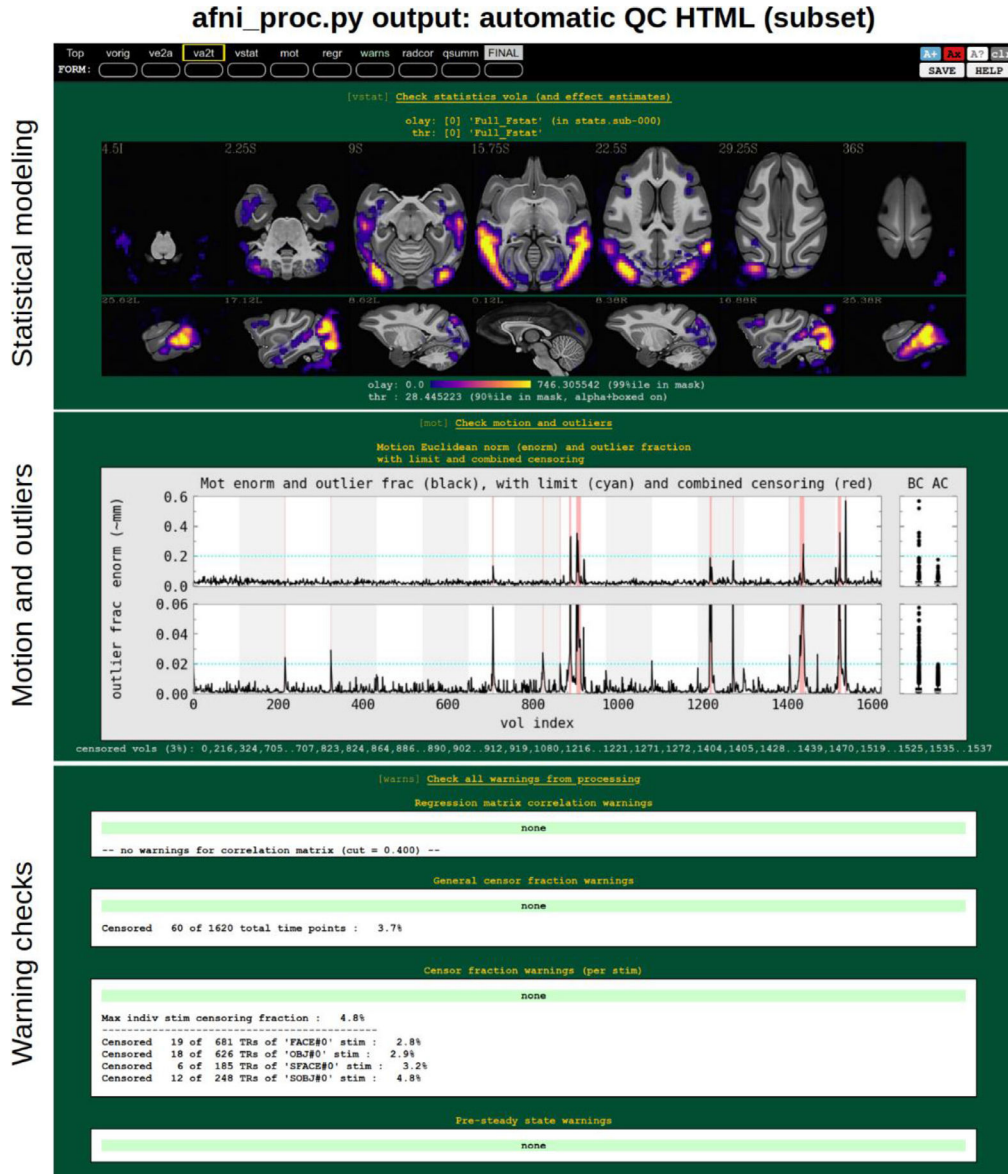 afni_proc.py output: automatic QC HTML (subset)
Top vorig ve2a va2t vstat mot regr warns radcor qsumm FINAL A+ Ax A? clr
FORM: SAVE HELP
Statistical modeling
[vstat] Check statistics vols (and effect estimates)
olay: [0] 'Full_Fstat' (in stats.sub-000)
thr: [0] 'Full_Fstat'
4.5I 2.25S 9S 15.75S 22.5S 29.25S 36S
25.62L 17.12L 8.62L 0.12L 8.38R 16.88R 25.38R
olay: 0.0 746.305542 (99%ile in mask)
thr : 28.445223 (90%ile in mask, alpha+boxed on)
Motion and outliers
[mot] Check motion and outliers
Motion Euclidean norm (enorm) and outlier fraction
with limit and combined censoring
Mot enorm and outlier frac (black), with limit (cyan) and combined censoring (red)
BC AC
enorm (~mm)
0.6
0.4
0.2
0.0
outlier frac
0.06
0.04
0.02
0.00
0 200 400 600 800 1000 1200 1400 1600
vol index
censored vols (3%): 0,216,324,705..707,823,824,864,886..890,902..912,919,1080,1216..1221,1271,1272,1404,1405,1428..1439,1470,1519..1525,1535..1537
Warning checks
[warns] Check all warnings from processing
Regression matrix correlation warnings
none
-- no warnings for correlation matrix (cut = 0.400) --
General censor fraction warnings
none
Censored 60 of 1620 total time points : 3.7%
Censor fraction warnings (per stim)
none
Max indiv stim censoring fraction : 4.8%
-------------------------------------------
Censored 19 of 681 TRs of 'FACE#0' stim : 2.8%
Censored 18 of 626 TRs of 'OBJ#0' stim : 2.9%
Censored 6 of 185 TRs of 'SFACE#0' stim : 3.2%
Censored 12 of 248 TRs of 'SOBJ#0' stim : 4.8%
Pre-steady state warnings
none